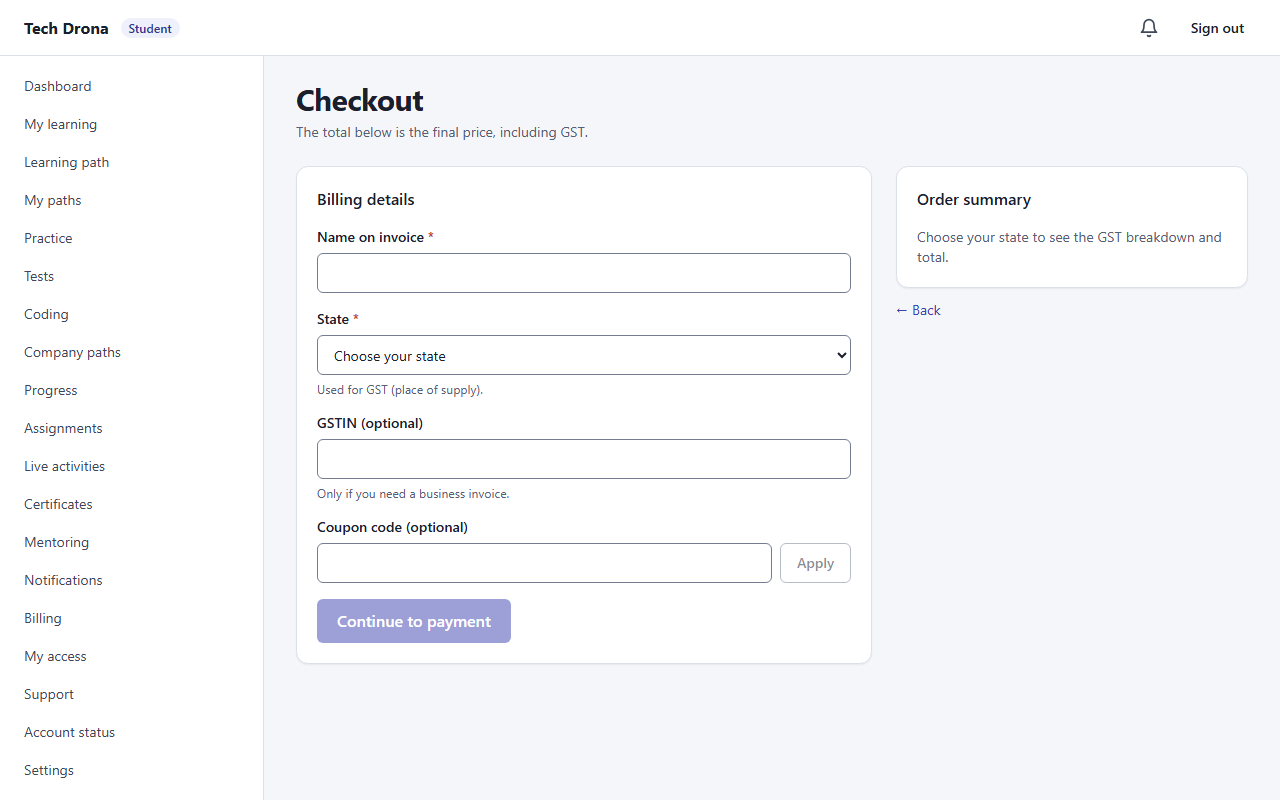 Tech Drona
Student
Sign out
Dashboard
My learning
Learning path
My paths
Practice
Tests
Coding
Company paths
Progress
Assignments
Live activities
Certificates
Mentoring
Notifications
Billing
My access
Support
Account status
Settings
Checkout
The total below is the final price, including GST.
Billing details
Name on invoice *
State *
Choose your state
Used for GST (place of supply).
GSTIN (optional)
Only if you need a business invoice.
Coupon code (optional)
Apply
Continue to payment
Order summary
Choose your state to see the GST breakdown and
total.
← Back